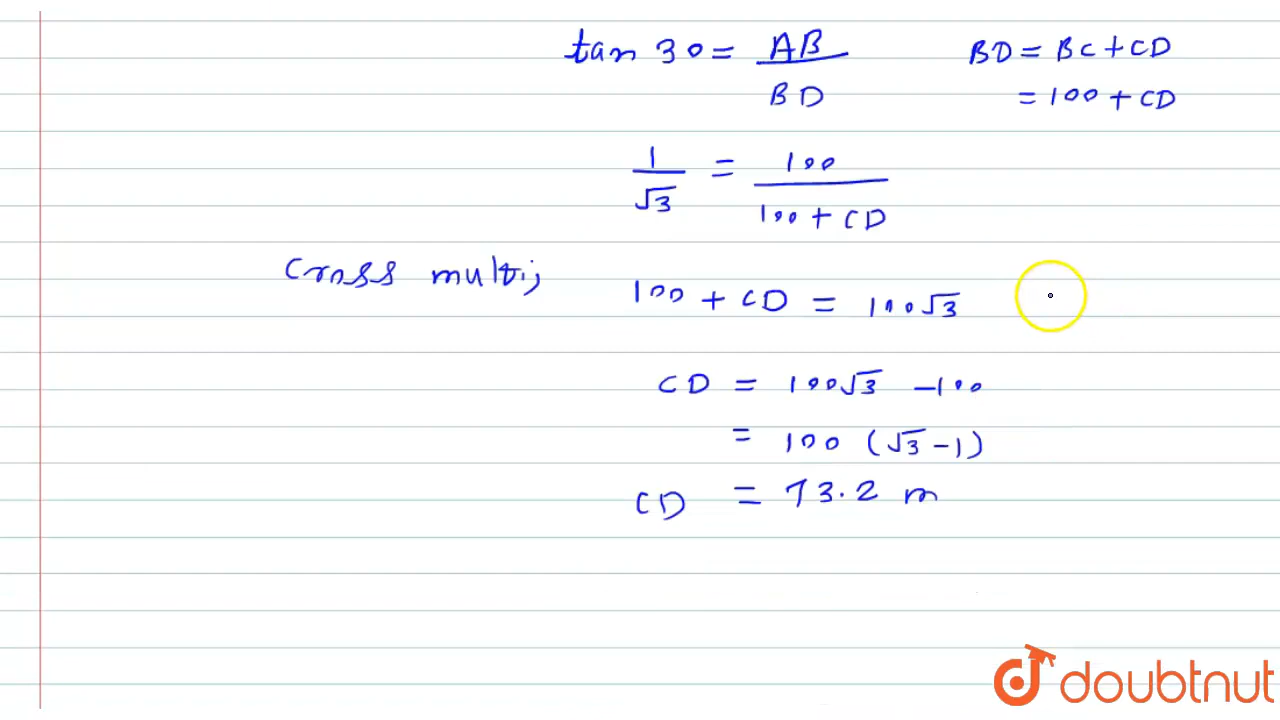 tan 30 = AB / BD
BD = BC + CD
= 100 + CD
1 / √3 = 100 / 100 + CD
Cross multi;
100 + CD = 100√3
CD = 100√3 - 100
= 100 (√3 - 1)
CD = 73.2 m
doubtnut